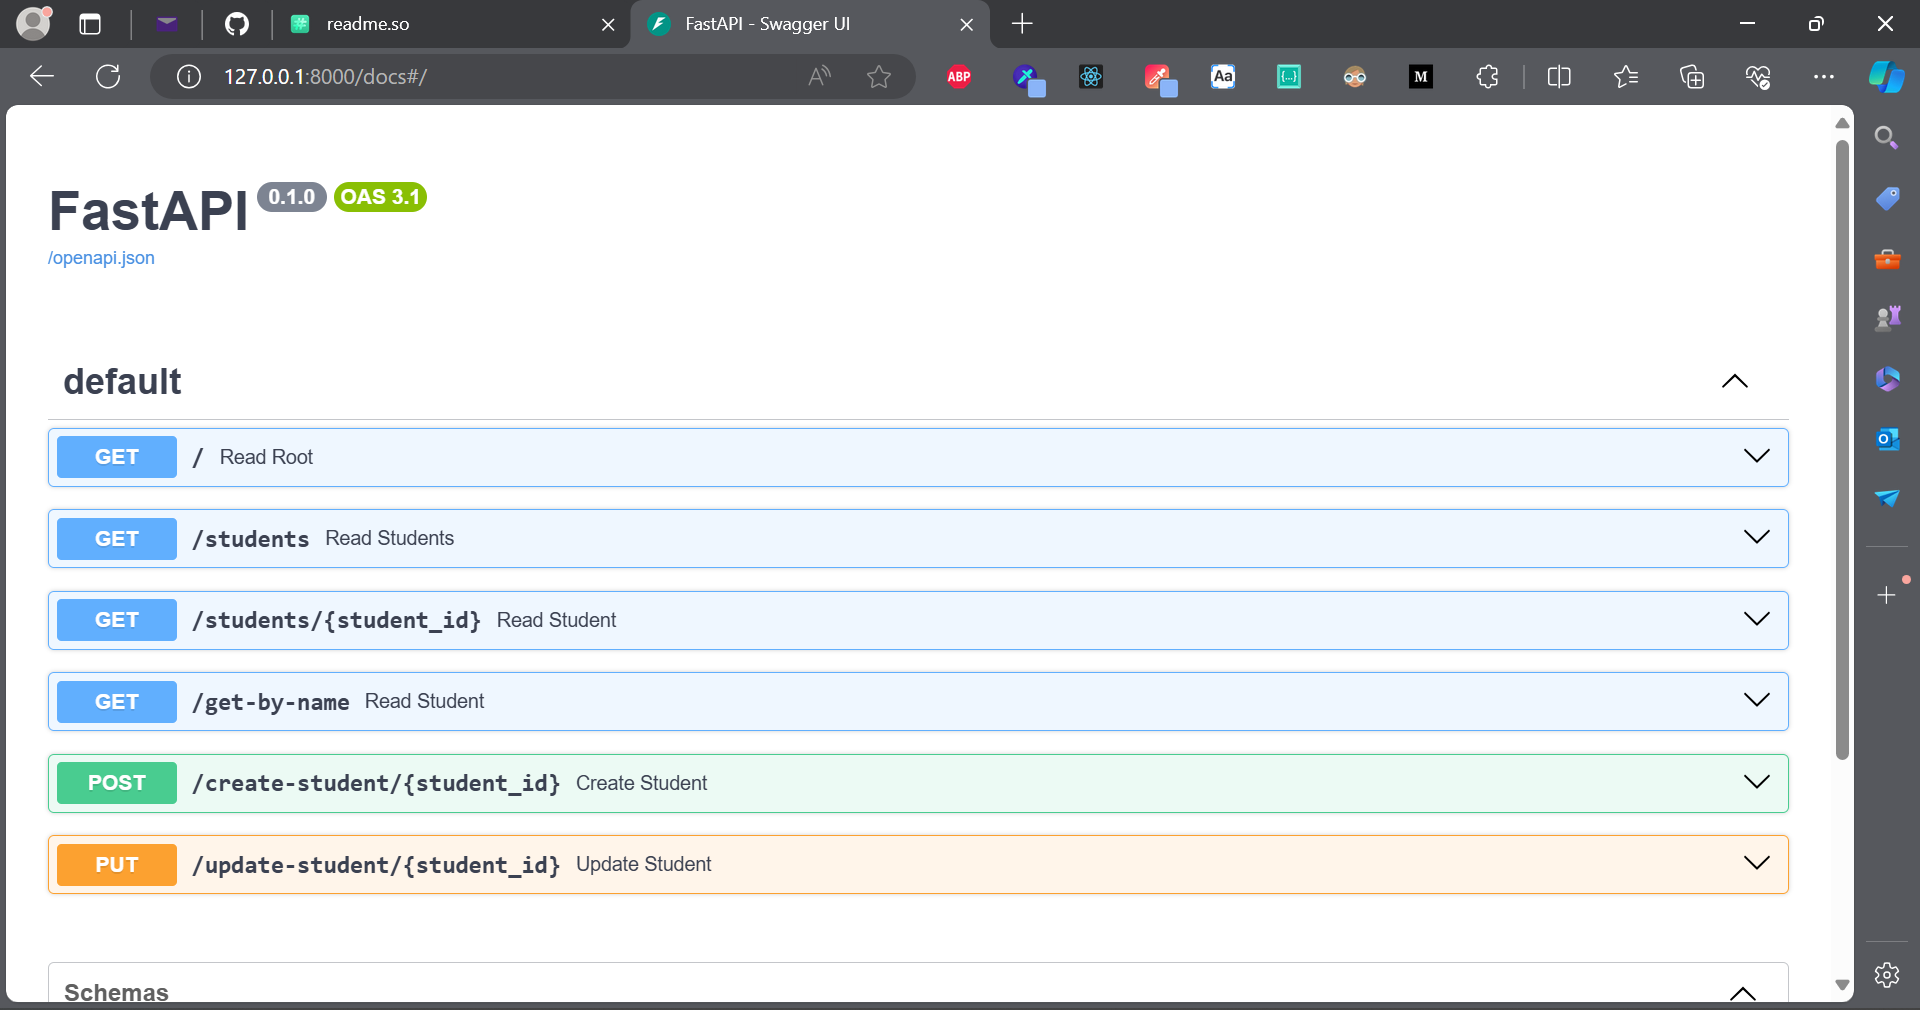 readme.so
FastAPI - Swagger UI
127.0.0.1:8000/docs#/
ABP
Aa
{...}
M
FastAPI 0.1.0 OAS 3.1
/openapi.json
default
GET / Read Root
GET /students Read Students
GET /students/{student_id} Read Student
GET /get-by-name Read Student
POST /create-student/{student_id} Create Student
PUT /update-student/{student_id} Update Student
Schemas